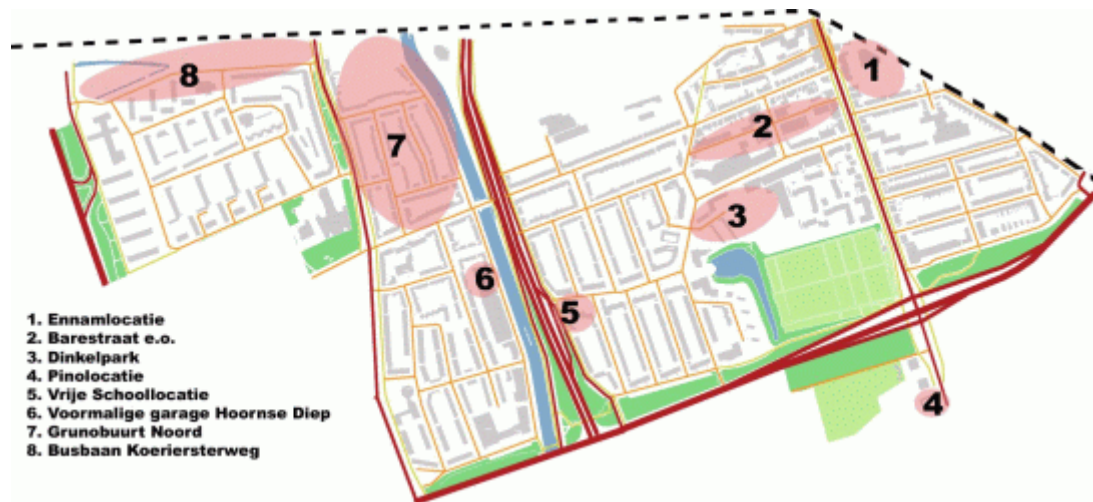 8
1
7
2
3
6
5
4
1. Ennamlocatie
2. Barestraat e.o.
3. Dinkelpark
4. Pinolocatie
5. Vrije Schoollocatie
6. Voormalige garage Hoornse Diep
7. Grunobuurt Noord
8. Busbaan Koeriersterweg